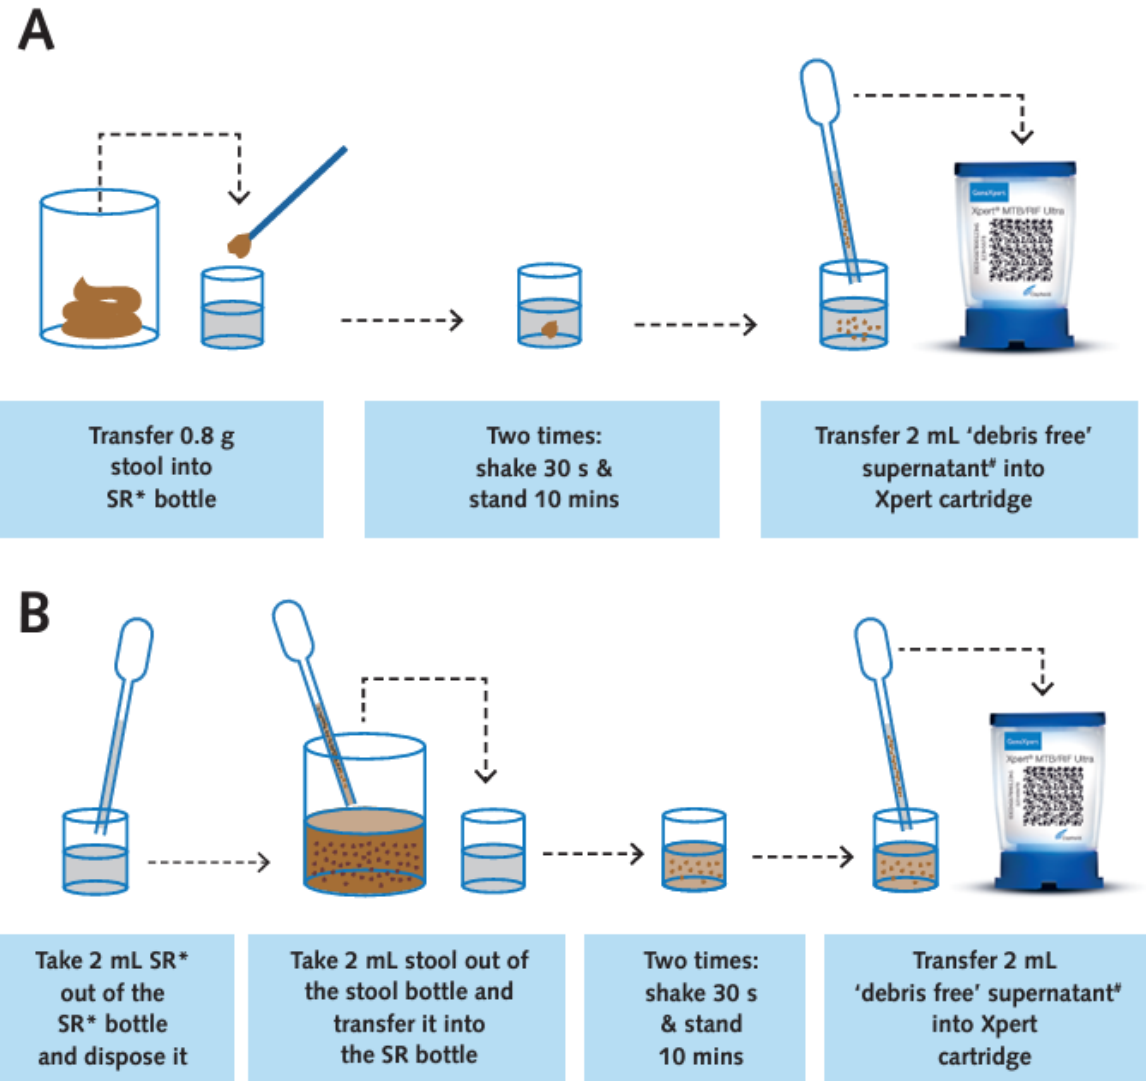 A
GeneXpert
Xpert® MTB/RIF Ultra
Transfer 0.8 g
stool into
SR* bottle
Two times:
shake 30 s &
stand 10 mins
Transfer 2 mL ‘debris free’
supernatant# into
Xpert cartridge
B
GeneXpert
Xpert® MTB/RIF Ultra
Take 2 mL SR*
out of the
SR* bottle
and dispose it
Take 2 mL stool out of
the stool bottle and
transfer it into
the SR bottle
Two times:
shake 30 s
& stand
10 mins
Transfer 2 mL
‘debris free’ supernatant#
into Xpert
cartridge